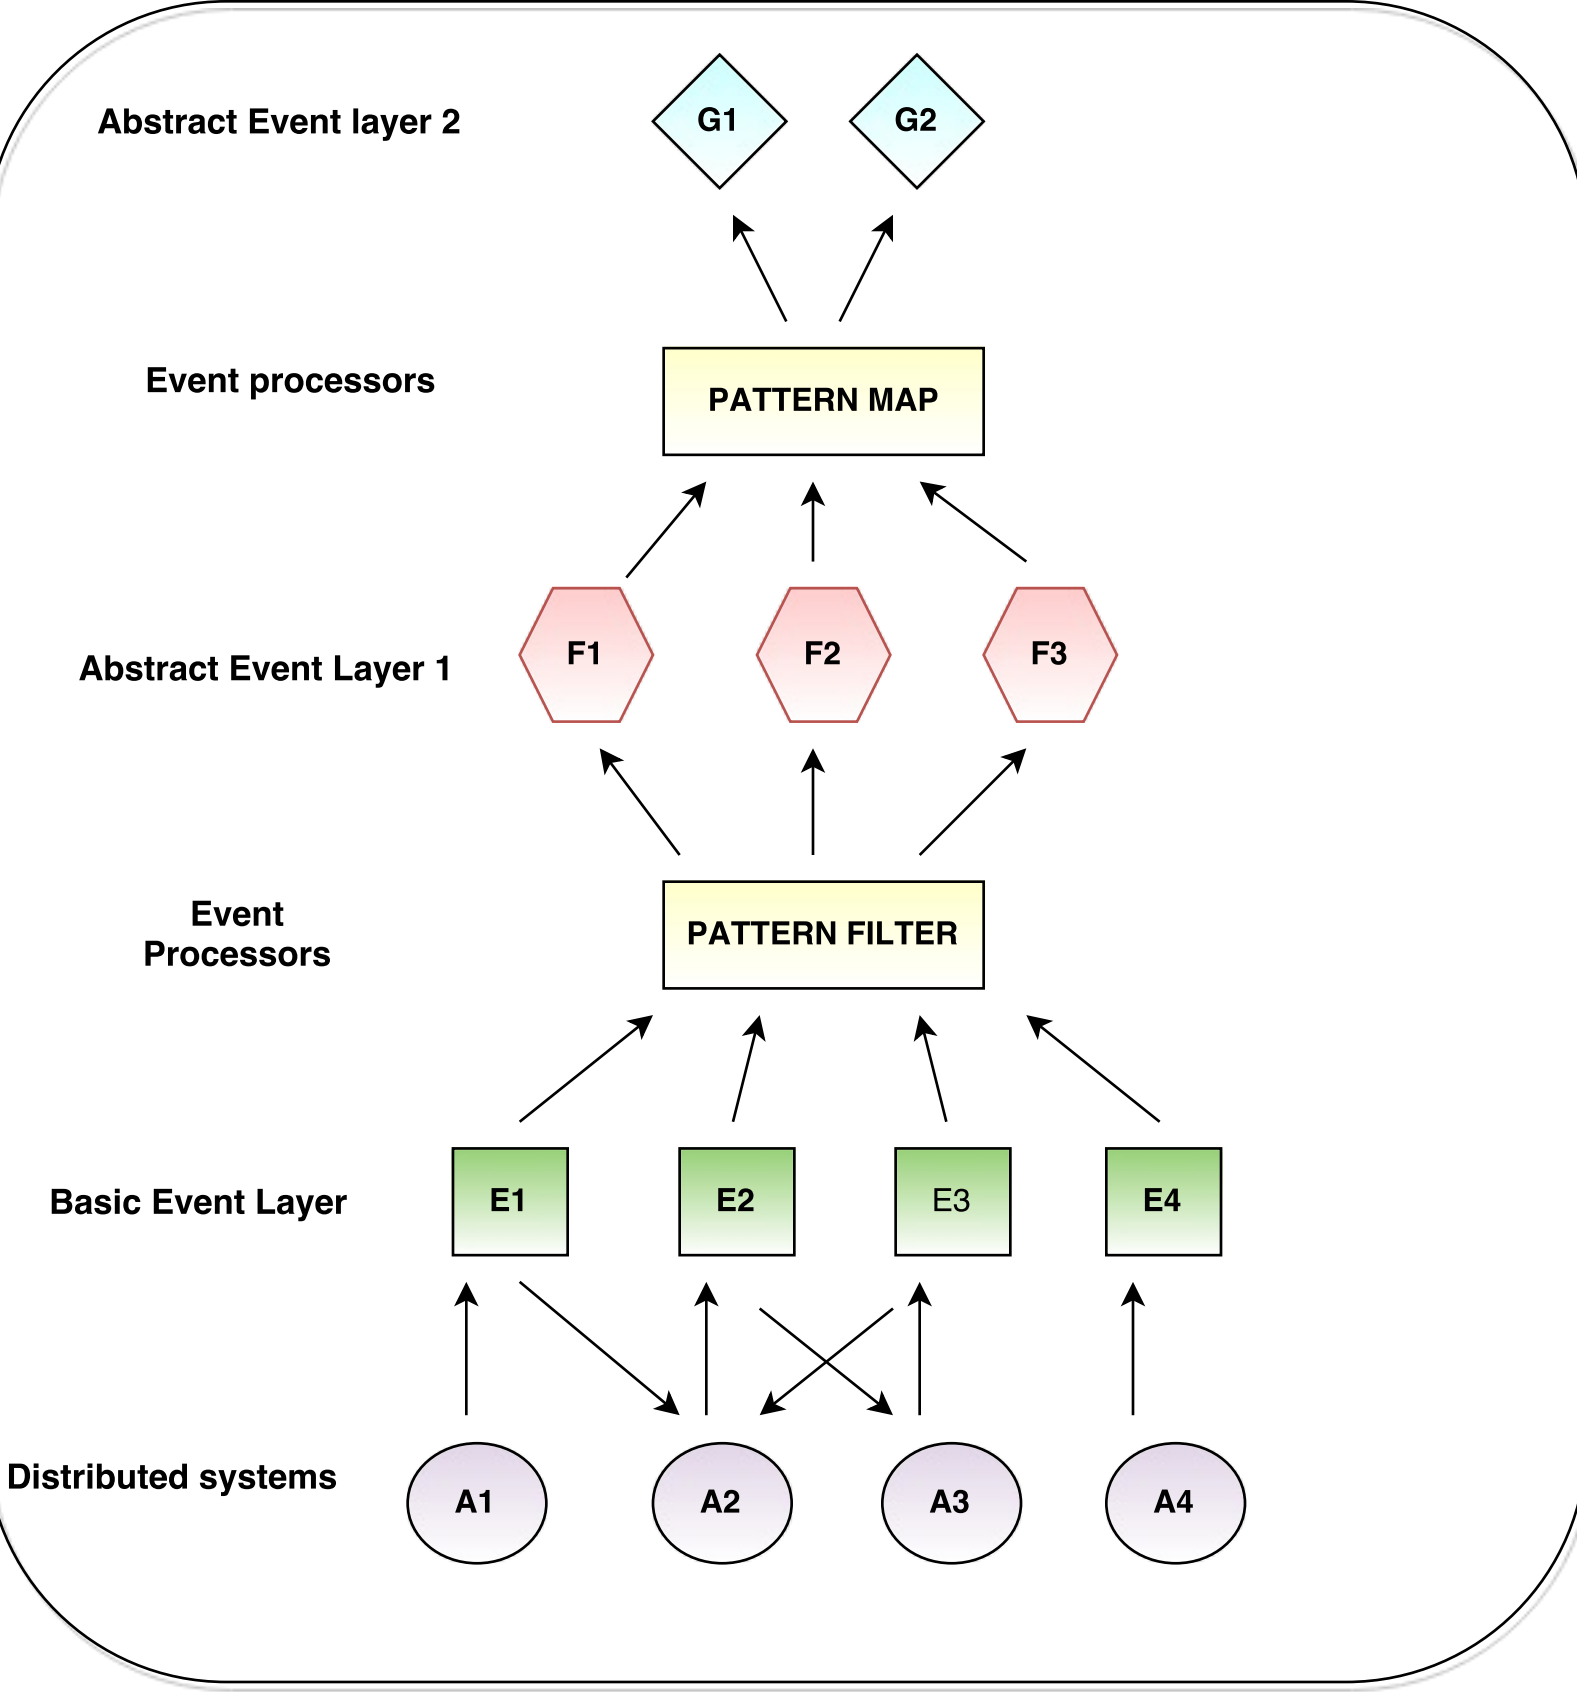 Abstract Event layer 2
G1
G2
Event processors
PATTERN MAP
Abstract Event Layer 1
F1
F2
F3
Event
Processors
PATTERN FILTER
Basic Event Layer
E1
E2
E3
E4
Distributed systems
A1
A2
A3
A4